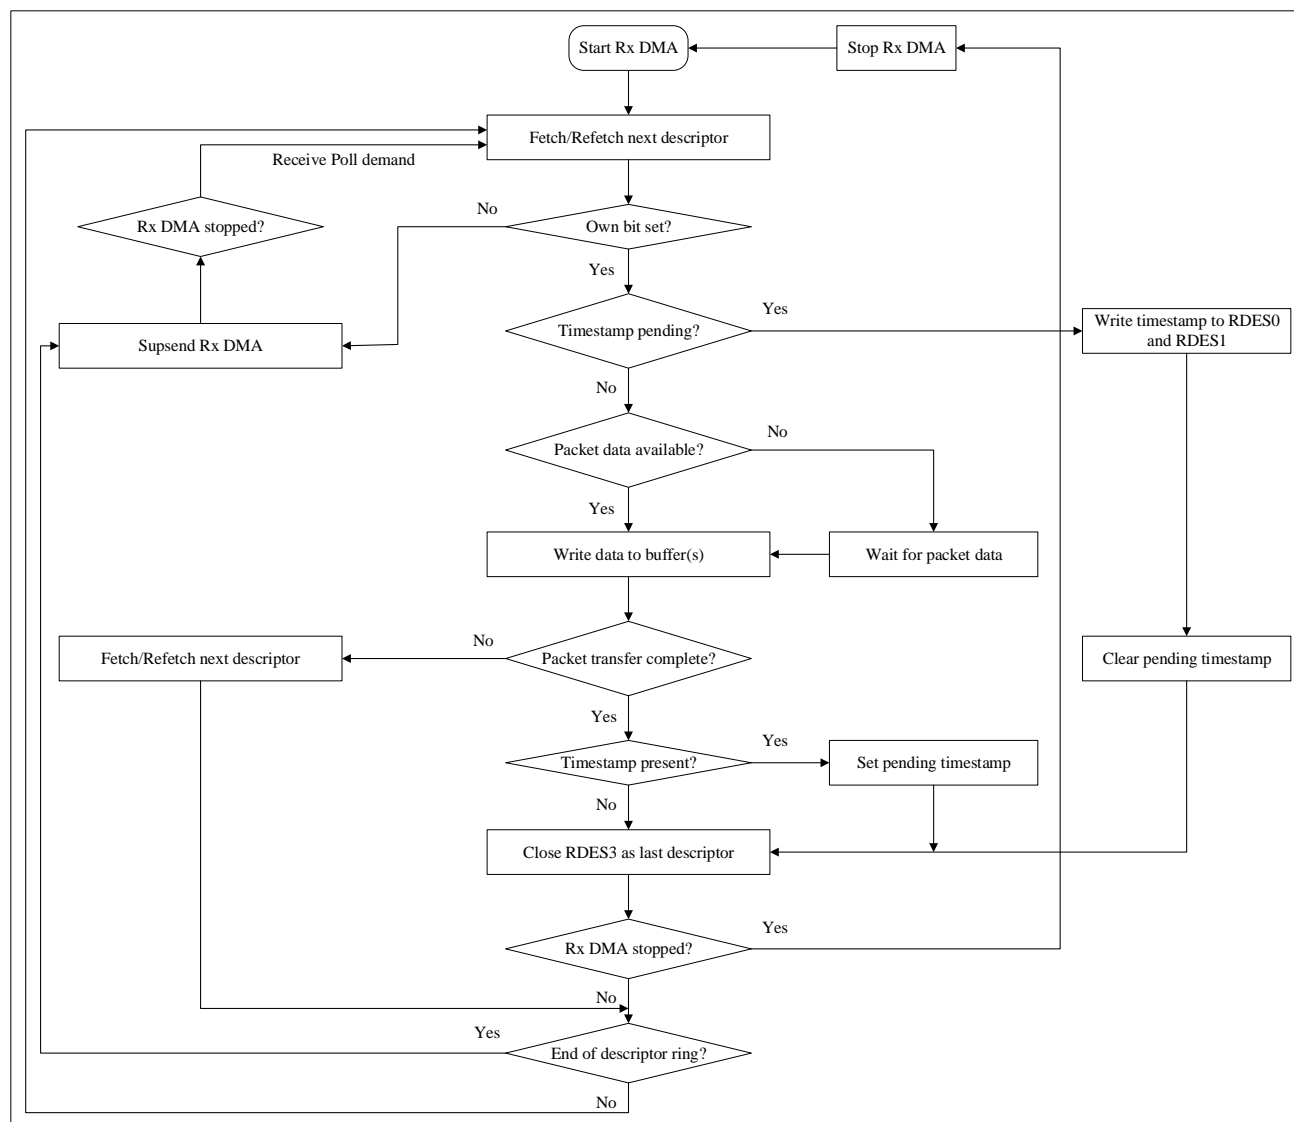 Start Rx DMA
Stop Rx DMA
Fetch/Refetch next descriptor
Receive Poll demand
No
Rx DMA stopped?
Own bit set?
Yes
Yes
Supsend Rx DMA
Timestamp pending?
Write timestamp to RDES0
and RDES1
No
No
Packet data available?
Yes
Write data to buffer(s)
Wait for packet data
No
Fetch/Refetch next descriptor
Packet transfer complete?
Clear pending timestamp
Yes
Yes
Timestamp present?
Set pending timestamp
No
Close RDES3 as last descriptor
Yes
Rx DMA stopped?
No
Yes
End of descriptor ring?
No